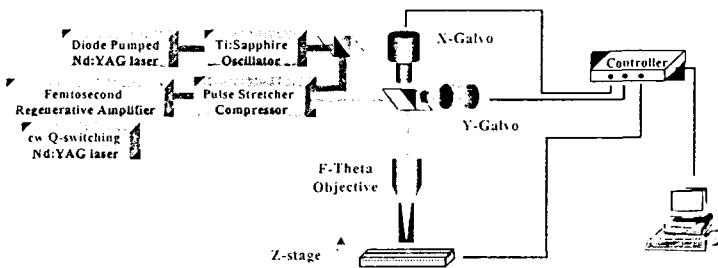 Diode Pumped
Nd:YAG laser
Ti:Sapphire
Oscillator
X-Galvo
Controller
Femtosecond
Regenerative Amplifier
Pulse Stretcher
Compressor
Y-Galvo
cw Q-switching
Nd:YAG laser
F-Theta
Objective
Z-stage